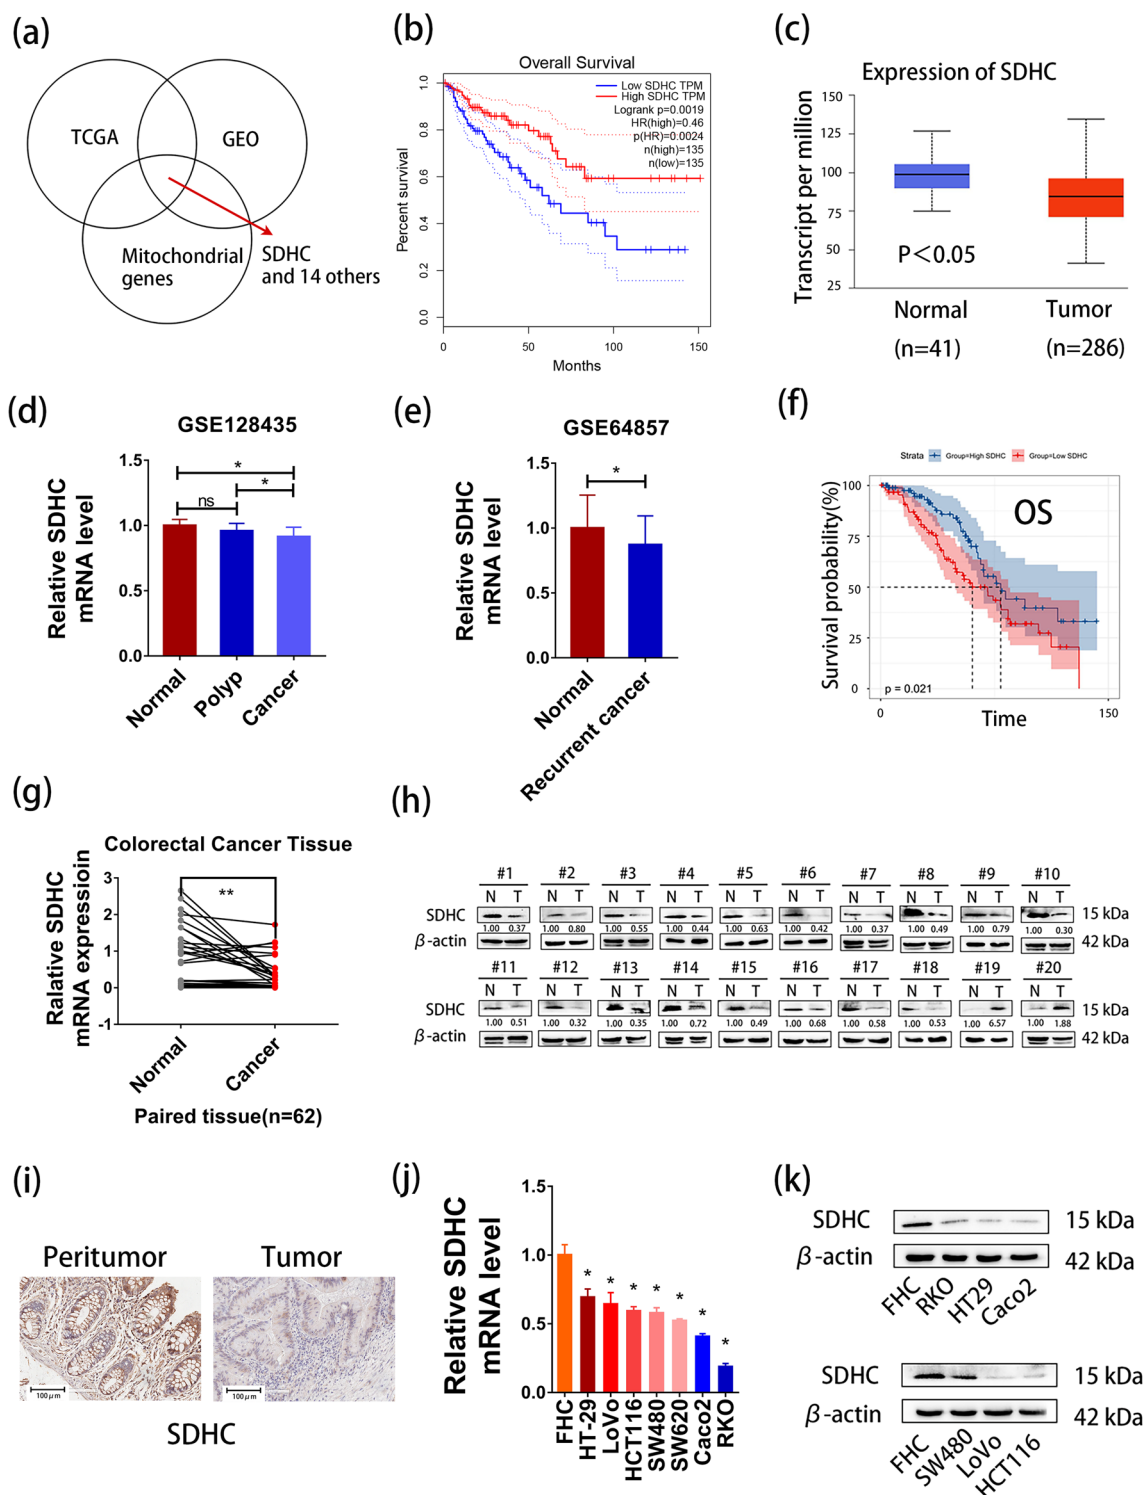 (a)
TCGA
GEO
Mitochondrial
genes
SDHC
and 14 others
(b)
Overall Survival
Low SDHC TPM
High SDHC TPM
Logrank p=0.0019
HR(high)=0.46
p(HR)=0.0024
n(high)=135
n(low)=135
Percent survival
1.0
0.8
0.6
0.4
0.2
0.0
0 50 100 150
Months
(c)
Expression of SDHC
Transcript per million
150
125
100
75
50
25
P<0.05
Normal Tumor
(n=41) (n=286)
(d)
GSE128435
Relative SDHC
mRNA level
1.5
1.0
0.5
0.0
*
*
ns
Normal
Polyp
Cancer
(e)
GSE64857
Relative SDHC
mRNA level
1.5
1.0
0.5
0.0
*
Normal
Recurrent cancer
(f)
Strata Group=High SDHC Group=Low SDHC
OS
Survival probability(%)
100
75
50
25
0
p = 0.021
0 150
Time
(g)
Colorectal Cancer Tissue
Ralative SDHC
mRNA expressioin
3
2
1
0
-1
**
Normal
Cancer
Paired tissue(n=62)
(h)
#1 #2 #3 #4 #5 #6 #7 #8 #9 #10
N T N T N T N T N T N T N T N T N T N T
SDHC 15 kDa
1.00 0.37 1.00 0.80 1.00 0.55 1.00 0.44 1.00 0.63 1.00 0.42 1.00 0.37 1.00 0.49 1.00 0.79 1.00 0.30
β-actin 42 kDa
#11 #12 #13 #14 #15 #16 #17 #18 #19 #20
N T N T N T N T N T N T N T N T N T N T
SDHC 15 kDa
1.00 0.51 1.00 0.32 1.00 0.35 1.00 0.72 1.00 0.49 1.00 0.68 1.00 0.58 1.00 0.53 1.00 6.57 1.00 1.88
β-actin 42 kDa
(i)
Peritumor Tumor
100μm 100μm
SDHC
(j)
Relative SDHC
mRNA level
1.5
1.0
0.5
0.0
* * * * * * *
FHC
HT-29
LoVo
HCT116
SW480
SW620
Caco2
RKO
(k)
SDHC 15 kDa
β-actin 42 kDa
FHC
RKO
HT29
Caco2
SDHC 15 kDa
β-actin 42 kDa
FHC
SW480
LoVo
HCT116